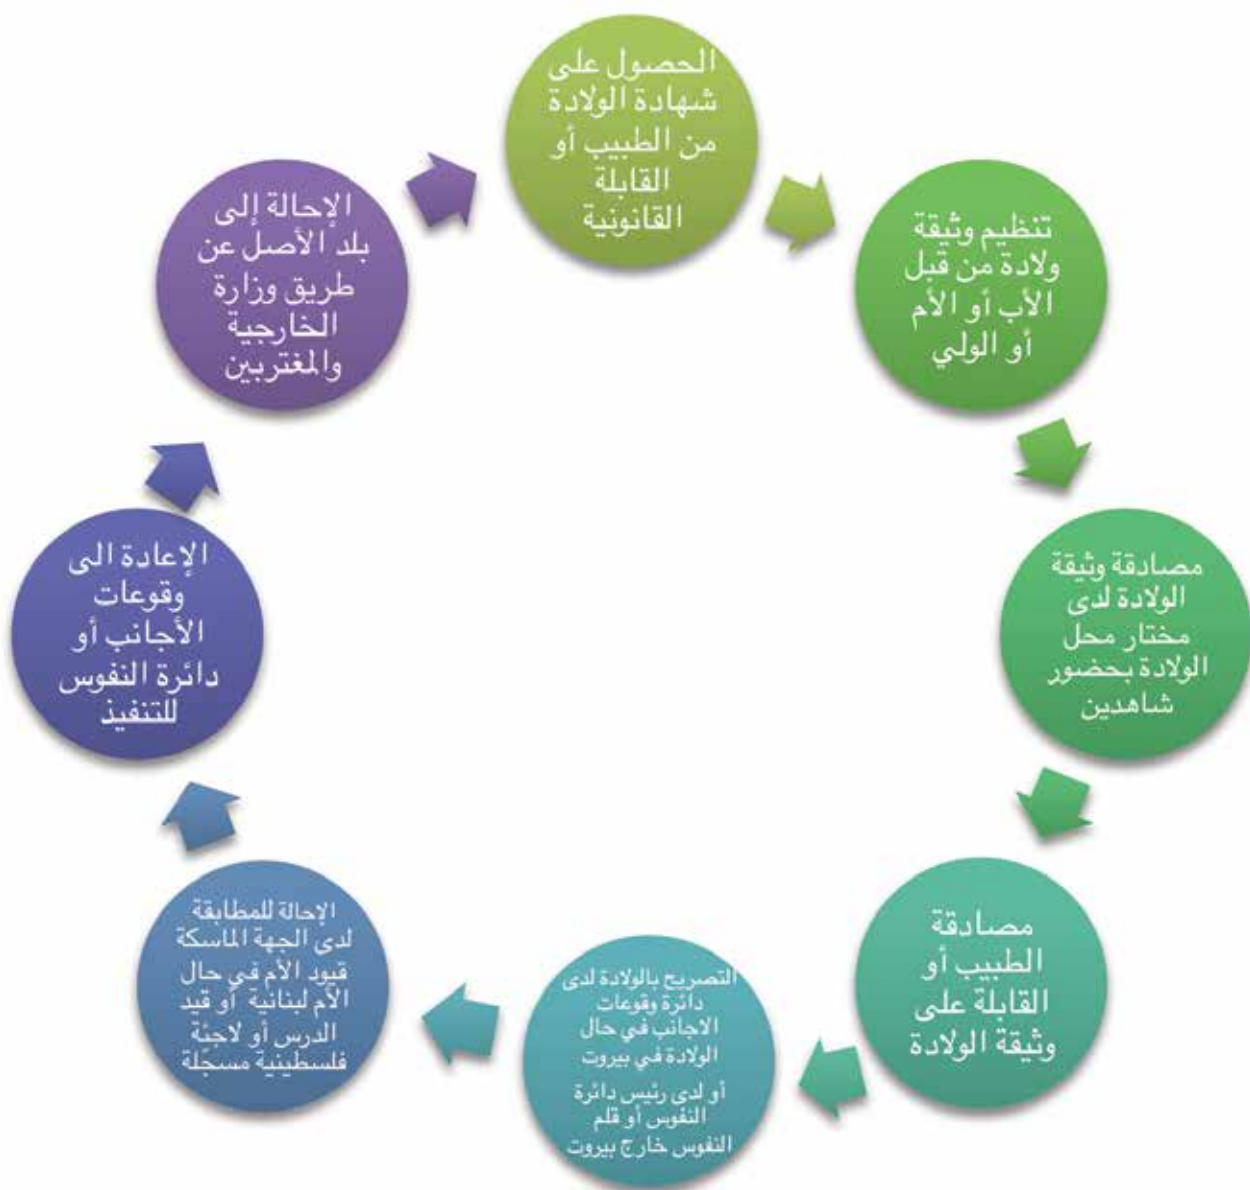 الحصول على
شهادة الولادة
من الطبيب أو
القابلة
القانونية
تنظيم وثيقة
ولادة من قبل
الأب أو الأم
أو الولي
مصادقة وثيقة
الولادة لدى
مختار محل
الولادة بحضور
شاهدين
مصادقة
الطبيب أو
القابلة على
وثيقة الولادة
التصريح بالولادة لدى
دائرة وقوعات
الاجانب في حال
الولادة في بيروت
أو لدى رئيس دائرة
النفوس أو قلم
النفوس خارج بيروت
الإحالة للمطابقة
لدى الجهة الماسكة
قيود الأم في حال
الأم لبنانية أو قيد
الدرس أو لاجئة
فلسطينية مسجّلة
الإعادة الى
وقوعات
الأجانب أو
دائرة النفوس
للتنفيذ
الإحالة إلى
بلد الأصل عن
طريق وزارة
الخارجية
والمغتربين